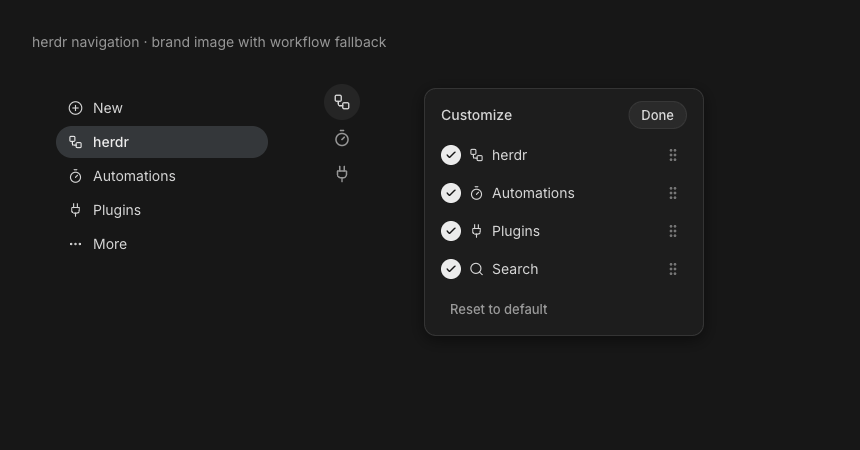 herdr navigation · brand image with workflow fallback
New
herdr
Automations
Plugins
More
Customize
Done
herdr
Automations
Plugins
Search
Reset to default